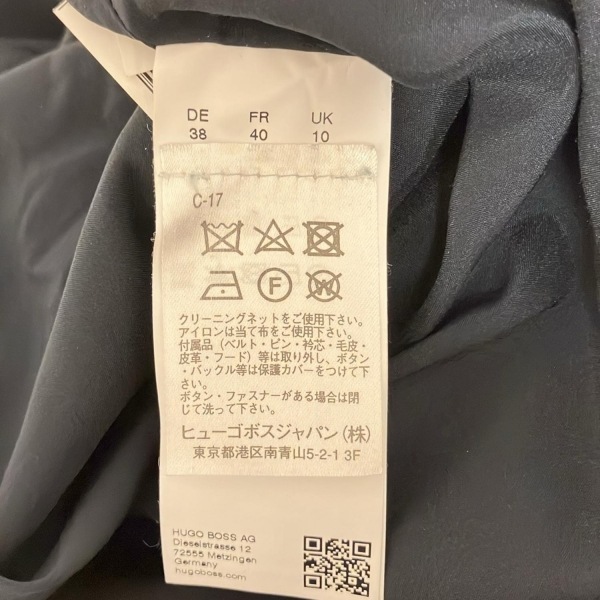 DE FR UK
38 40 10
C-17
F W
クリーニングネットをご使用下さい。
アイロンは当て布をご使用下さい。
付属品(ベルト・ピン・衿芯・毛皮・
皮革・フード)等は取り外し、ボタン
・バックル等は保護カバーをつけて下
さい。
ボタン・ファスナーがある場合は閉
じて洗って下さい。
ヒューゴボスジャパン(株)
東京都港区南青山5-2-1 3F
HUGO BOSS AG
Dieselstrasse 12
72555 Metzingen
Germany
hugoboss.com